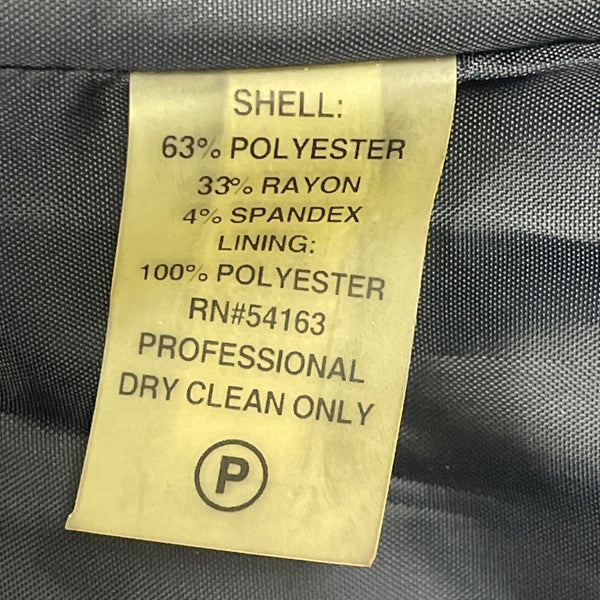 SHELL:
63% POLYESTER
33% RAYON
4% SPANDEX
LINING:
100% POLYESTER
RN#54163
PROFESSIONAL
DRY CLEAN ONLY
P